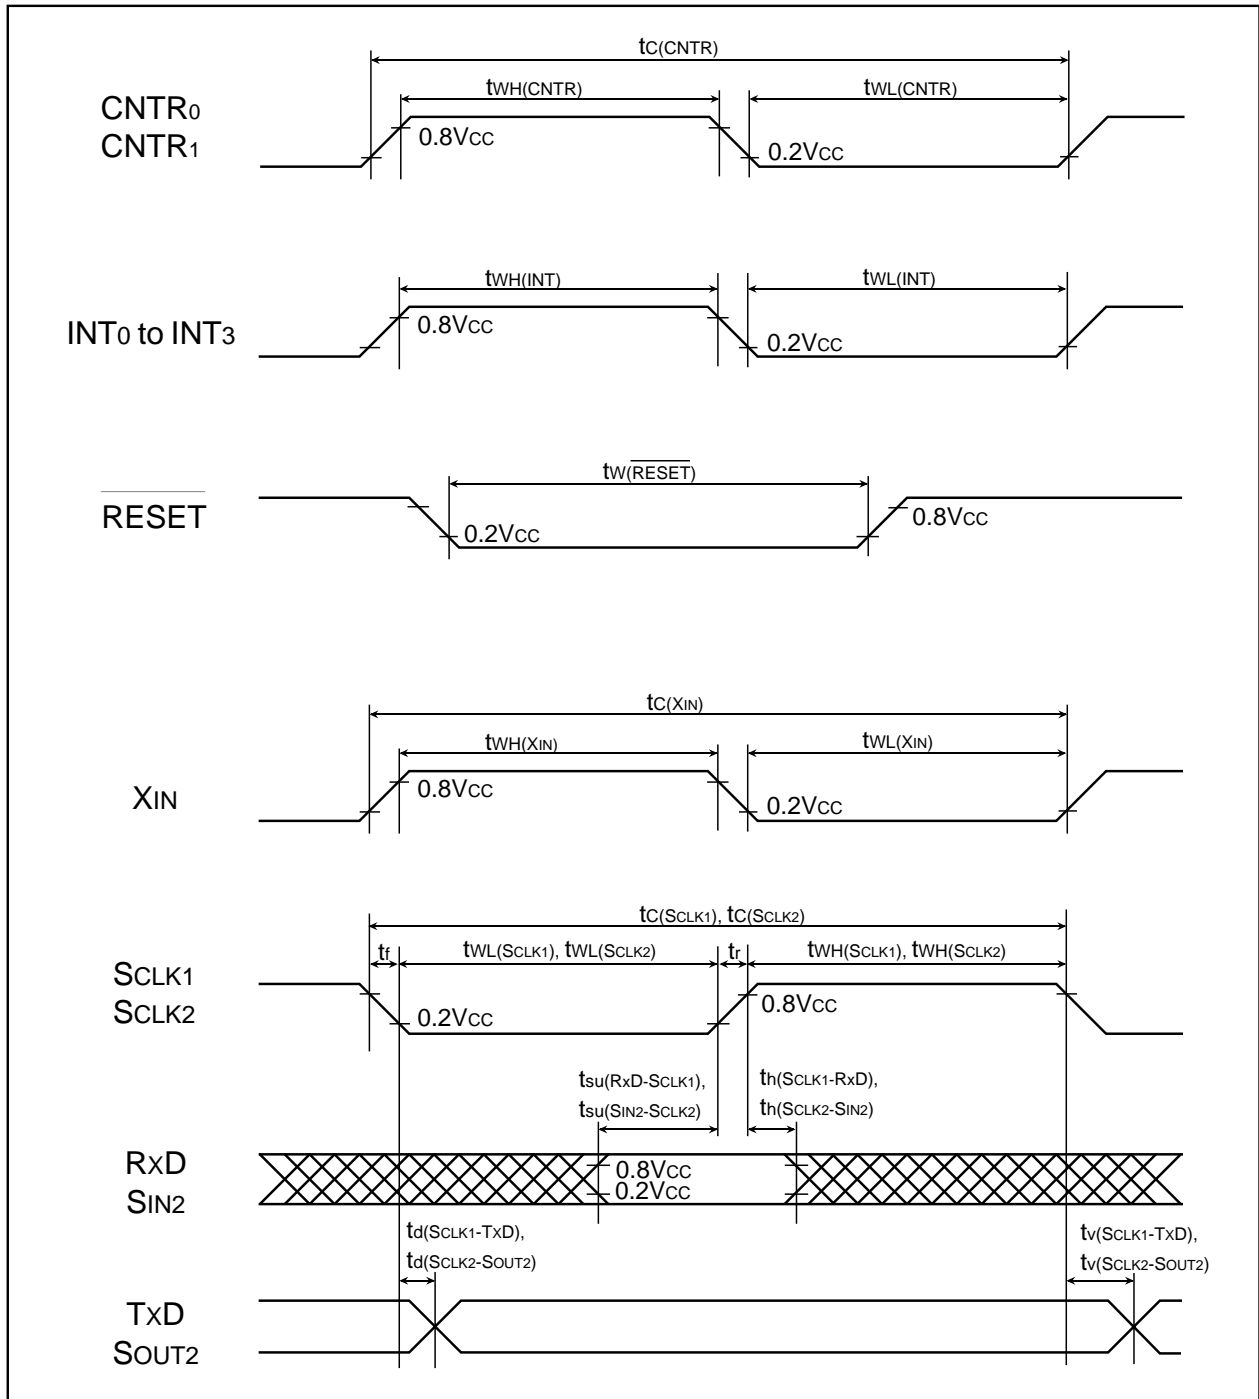 tC(CNTR)
tWH(CNTR)
tWL(CNTR)
CNTR0
CNTR1
0.8VCC
0.2VCC
tWH(INT)
tWL(INT)
INT0 to INT3
0.8VCC
0.2VCC
tW(RESET)
RESET
0.2VCC
0.8VCC
tC(XIN)
tWH(XIN)
tWL(XIN)
XIN
0.8VCC
0.2VCC
tC(SCLK1), tC(SCLK2)
tf
tWL(SCLK1), tWL(SCLK2)
tr
tWH(SCLK1), tWH(SCLK2)
SCLK1
SCLK2
0.2VCC
0.8VCC
tsu(RXD-SCLK1),
tsu(SIN2-SCLK2)
th(SCLK1-RXD),
th(SCLK2-SIN2)
RXD
SIN2
0.8VCC
0.2VCC
td(SCLK1-TXD),
td(SCLK2-SOUT2)
tv(SCLK1-TXD),
tv(SCLK2-SOUT2)
TXD
SOUT2